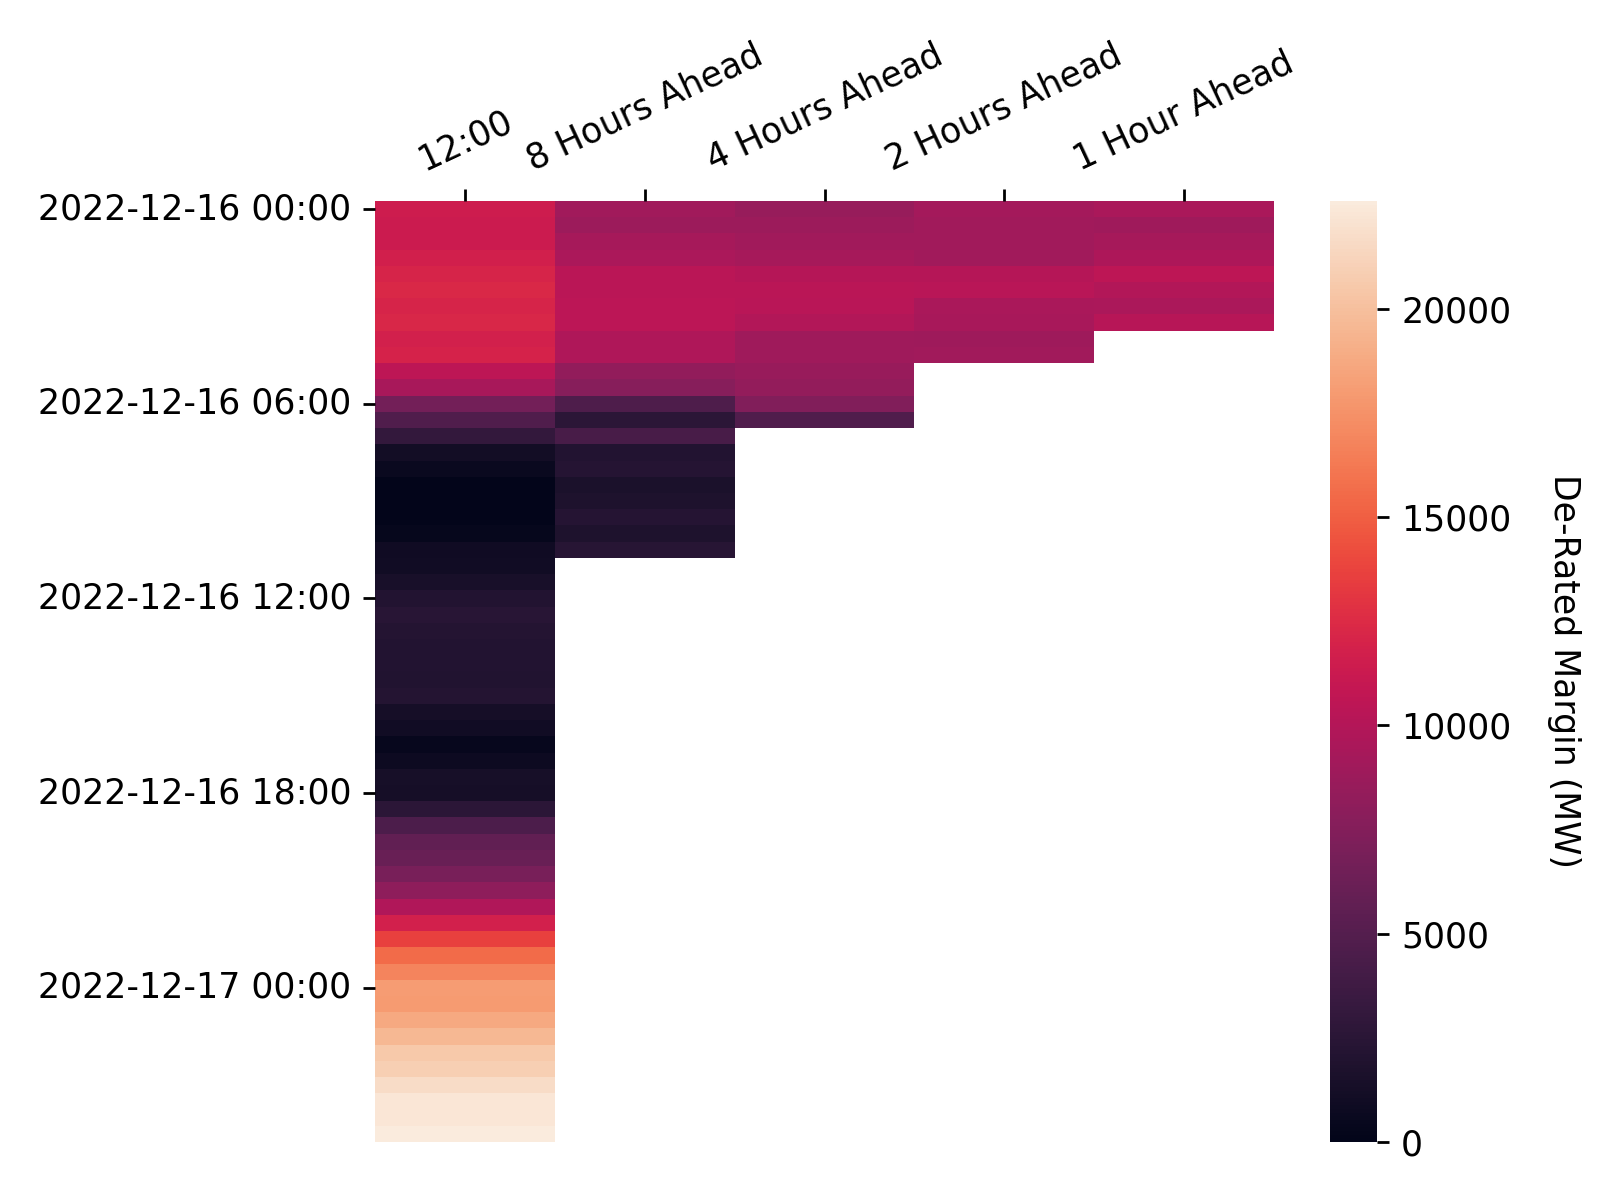 12:00
8 Hours Ahead
4 Hours Ahead
2 Hours Ahead
1 Hour Ahead
2022-12-16 00:00
2022-12-16 06:00
2022-12-16 12:00
2022-12-16 18:00
2022-12-17 00:00
20000
15000
10000
5000
0
De-Rated Margin (MW)